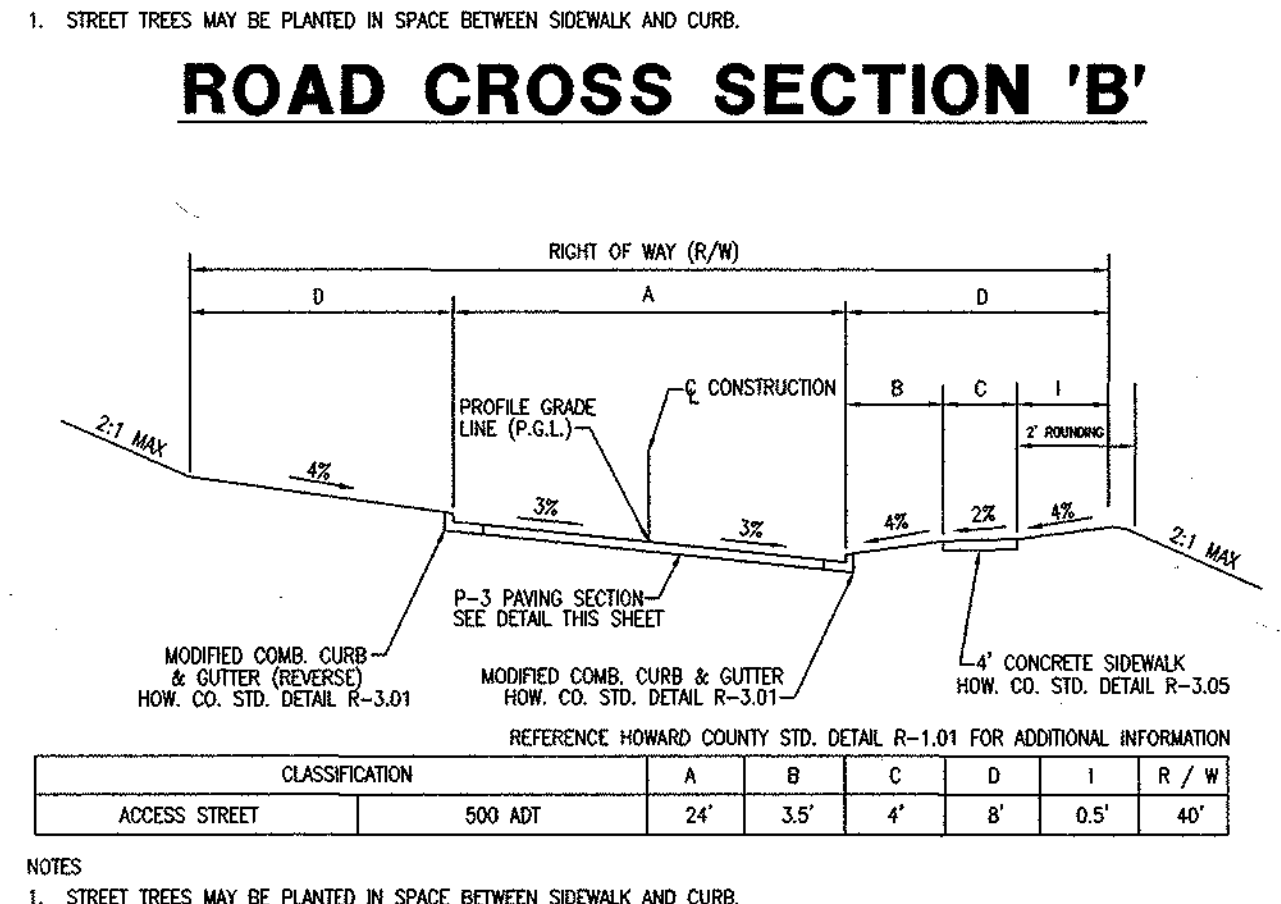 1. STREET TREES MAY BE PLANTED IN SPACE BETWEEN SIDEWALK AND CURB.
ROAD CROSS SECTION 'B'
RIGHT OF WAY (R/W)
D
A
D
B
C
I
℄ CONSTRUCTION
PROFILE GRADE
LINE (P.G.L.)
2' ROUNDING
2:1 MAX
4%
3%
3%
4%
2%
4%
2:1 MAX
P-3 PAVING SECTION
SEE DETAIL THIS SHEET
MODIFIED COMB. CURB
& GUTTER (REVERSE)
HOW. CO. STD. DETAIL R-3.01
MODIFIED COMB. CURB & GUTTER
HOW. CO. STD. DETAIL R-3.01
4' CONCRETE SIDEWALK
HOW. CO. STD. DETAIL R-3.05
REFERENCE HOWARD COUNTY STD. DETAIL R-1.01 FOR ADDITIONAL INFORMATION
CLASSIFICATION A B C D I R / W
ACCESS STREET 500 ADT 24' 3.5' 4' 8' 0.5' 40'
NOTES
1. STREET TREES MAY BE PLANTED IN SPACE BETWEEN SIDEWALK AND CURB.